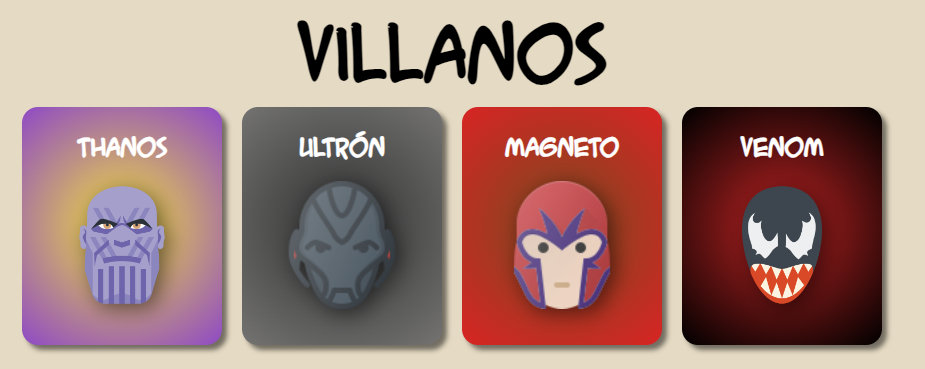 VILLANOS
THANOS
ULTRÓN
MAGNETO
VENOM